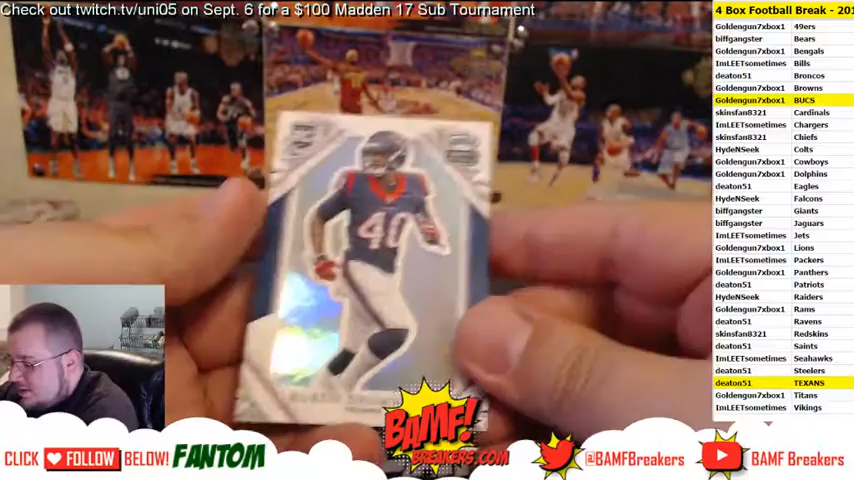 Check out twitch.tv/uni05 on Sept. 6 for a $100 Madden 17 Sub Tournament
4 Box Football Break - 201
Goldengun7xbox1 49ers
biffgangster Bears
Goldengun7xbox1 Bengals
ImLEETsometimes Bills
deaton51 Broncos
Goldengun7xbox1 Browns
Goldengun7xbox1 BUCS
skinsfan8321 Cardinals
ImLEETsometimes Chargers
skinsfan8321 Chiefs
HydeNSeek Colts
Goldengun7xbox1 Cowboys
Goldengun7xbox1 Dolphins
deaton51 Eagles
HydeNSeek Falcons
biffgangster Giants
biffgangster Jaguars
ImLEETsometimes Jets
Goldengun7xbox1 Lions
ImLEETsometimes Packers
Goldengun7xbox1 Panthers
deaton51 Patriots
HydeNSeek Raiders
Goldengun7xbox1 Rams
deaton51 Ravens
skinsfan8321 Redskins
deaton51 Saints
ImLEETsometimes Seahawks
deaton51 Steelers
deaton51 TEXANS
Goldengun7xbox1 Titans
ImLEETsometimes Vikings
40
BAMF!
BREAKERS.COM
CLICK FOLLOW BELOW! FANTOM
@BAMFBreakers
BAMF Breakers